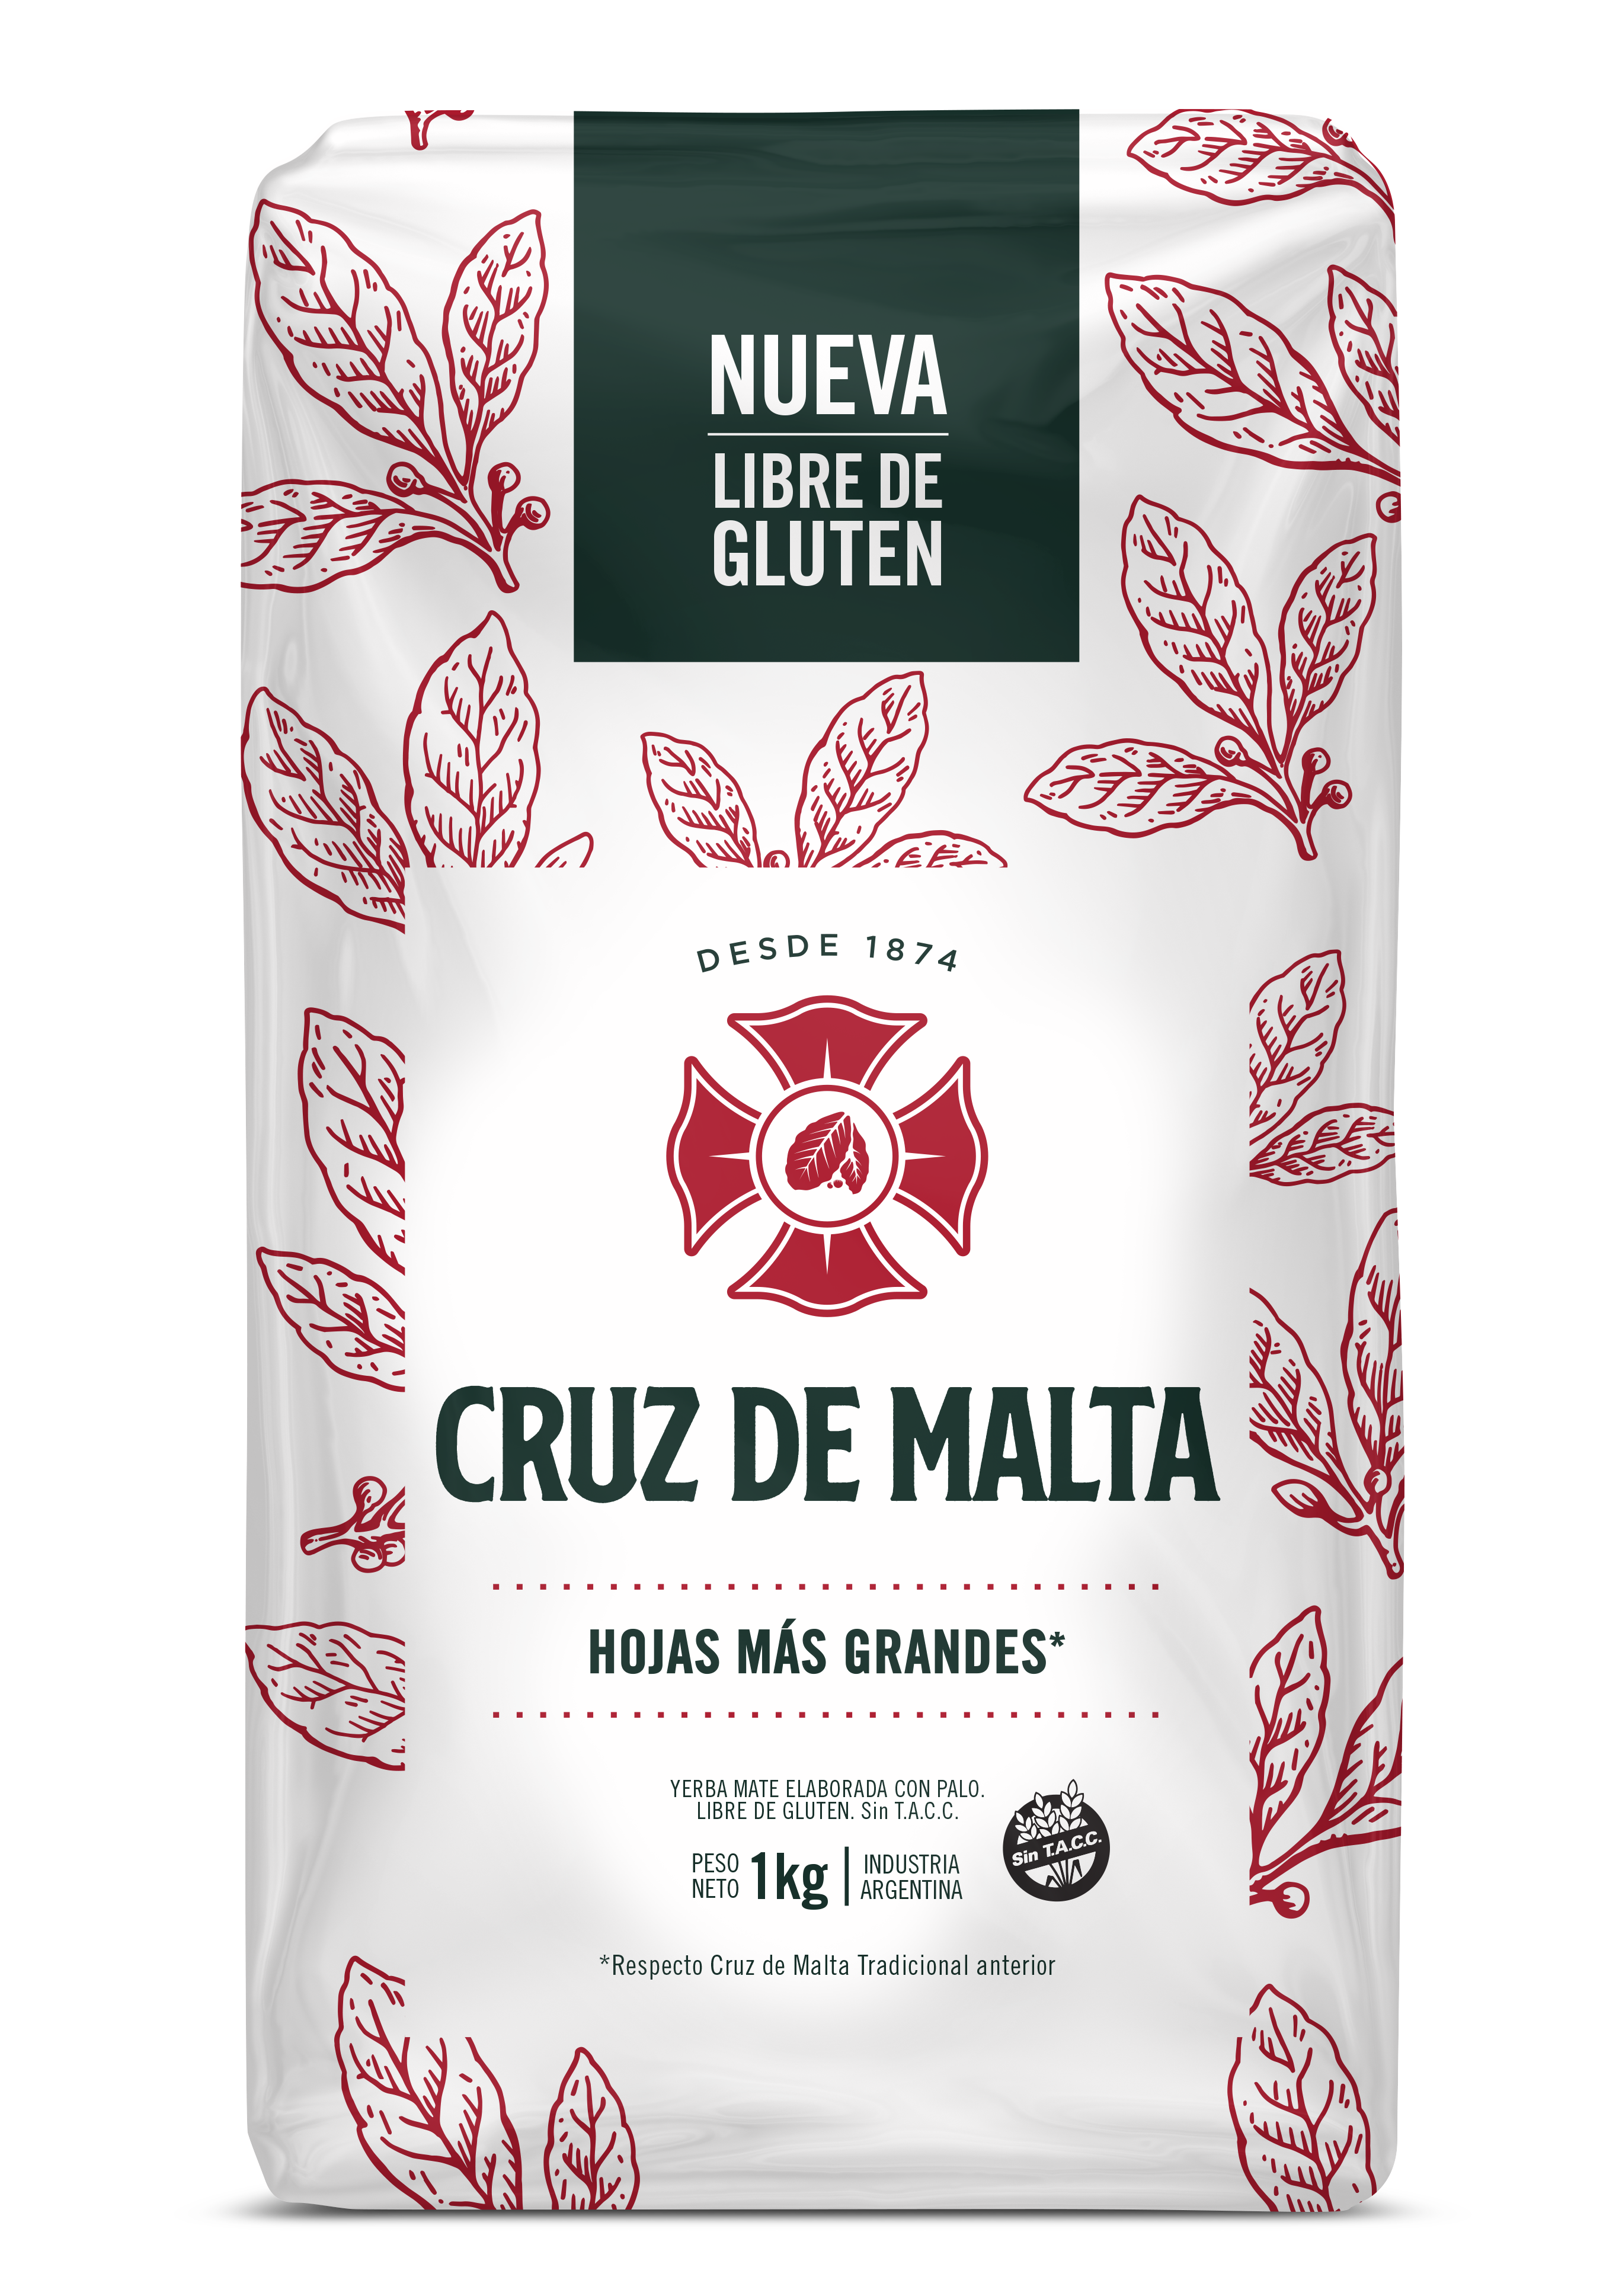 NUEVA
LIBRE DE
GLUTEN
DESDE 1874
CRUZ DE MALTA
HOJAS MÁS GRANDES*
YERBA MATE ELABORADA CON PALO.
LIBRE DE GLUTEN. Sin T.A.C.C.
Sin T.A.C.C.
PESO NETO 1kg | INDUSTRIA ARGENTINA
*Respecto Cruz de Malta Tradicional anterior